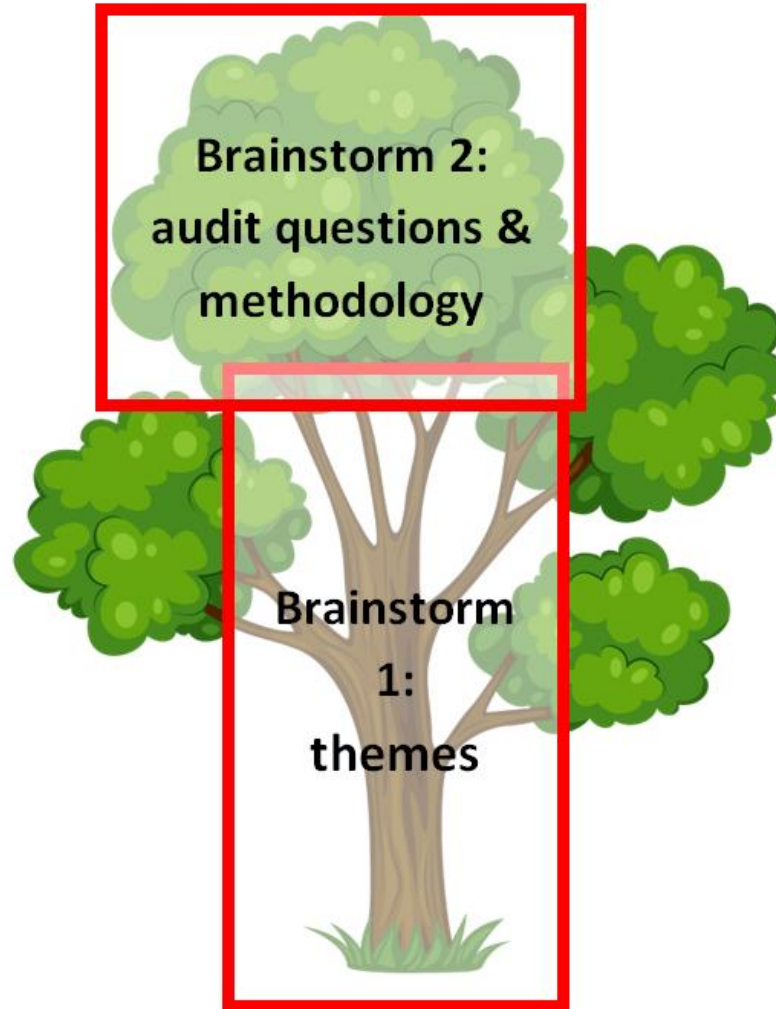 Brainstorm 2:
audit questions &
methodology
Brainstorm
1:
themes